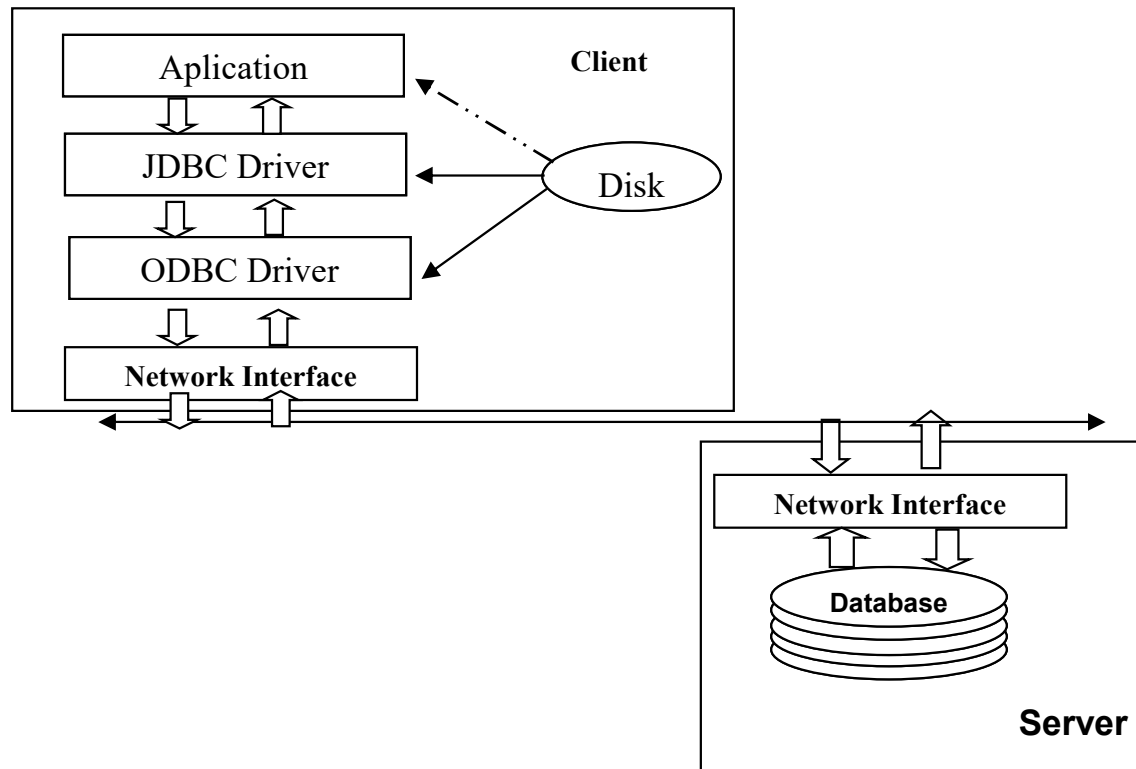 Aplication
Client
JDBC Driver
Disk
ODBC Driver
Network Interface
Network Interface
Database
Server